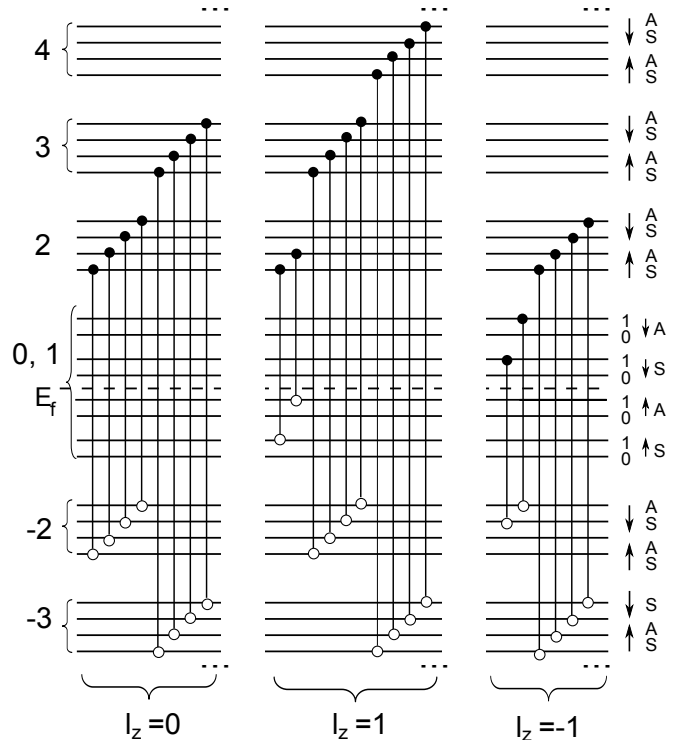 ... ... ...
4 A
↓ S
A
↑ S
3 A
↓ S
A
↑ S
2 A
↓ S
A
↑ S
1
0 ↓ A
0, 1 1
0 ↓ S
E_f 1
0 ↑ A
1
0 ↑ S
-2 A
↓ S
A
↑ S
-3 S
↓
A
↑ S
... ... ...
l_z =0 l_z =1 l_z =-1